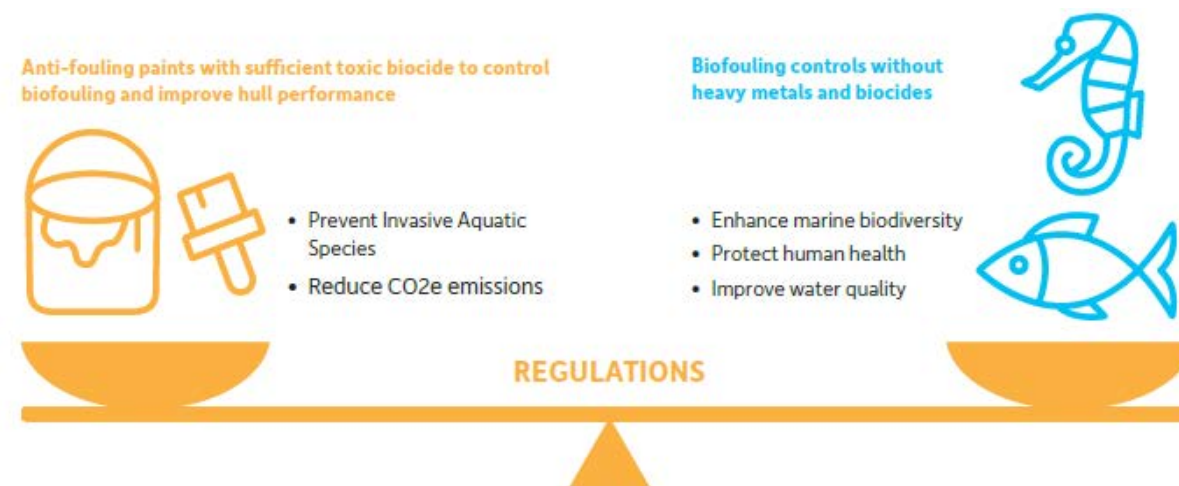 Anti-fouling paints with sufficient toxic biocide to control
biofouling and improve hull performance
• Prevent Invasive Aquatic
Species
• Reduce CO2e emissions
Biofouling controls without
heavy metals and biocides
• Enhance marine biodiversity
• Protect human health
• Improve water quality
REGULATIONS